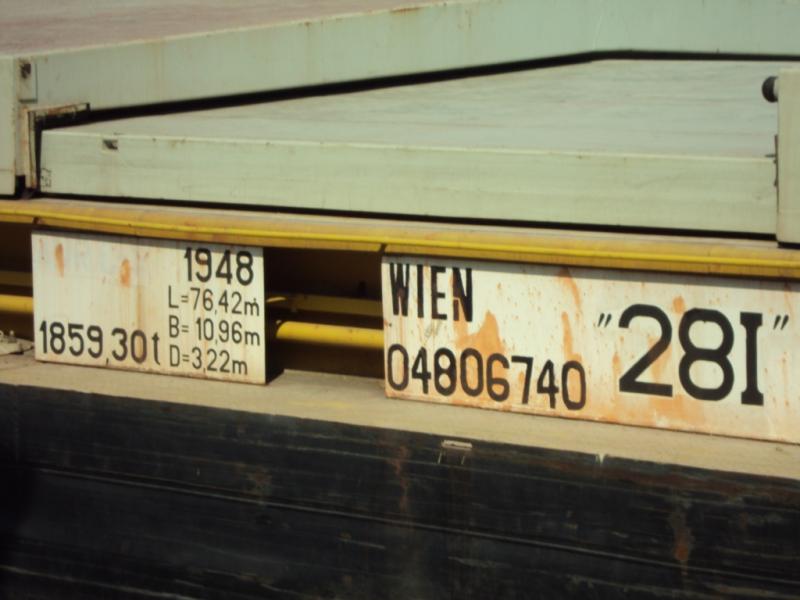 1948
L=76,42m
1859,30t
B=10,96m
D=3,22m
WIEN
04806740
"28I"